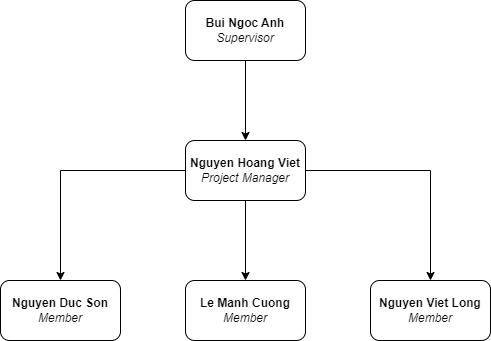 Bui Ngoc Anh
Supervisor
Nguyen Hoang Viet
Project Manager
Nguyen Duc Son
Member
Le Manh Cuong
Member
Nguyen Viet Long
Member